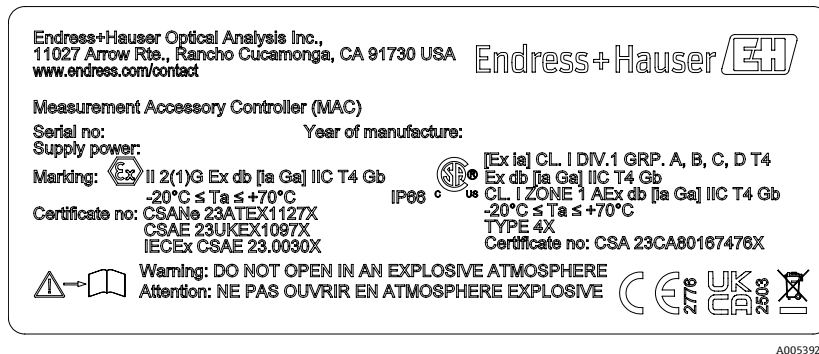 Endress+Hauser Optical Analysis Inc.,
11027 Arrow Rte., Rancho Cucamonga, CA 91730 USA
www.endress.com/contact
Endress+Hauser EH
Measurement Accessory Controller (MAC)
Serial no: Year of manufacture:
Supply power:
Marking: Ex II 2(1)G Ex db [ia Ga] IIC T4 Gb
-20°C ≤ Ta ≤ +70°C IP66
Certificate no: CSANe 23ATEX1127X
CSAE 23UKEX1097X
IECEx CSAE 23.0030X
SA ® C US
[Ex ia] CL. I DIV.1 GRP. A, B, C, D T4
Ex db [ia Ga] IIC T4 Gb
CL. I ZONE 1 AEx db [ia Ga] IIC T4 Gb
-20°C ≤ Ta ≤ +70°C
TYPE 4X
Certificate no: CSA 23CA80167476X
Warning: DO NOT OPEN IN AN EXPLOSIVE ATMOSPHERE
Attention: NE PAS OUVRIR EN ATMOSPHERE EXPLOSIVE
CE 2776
UK CA 2503
A005392